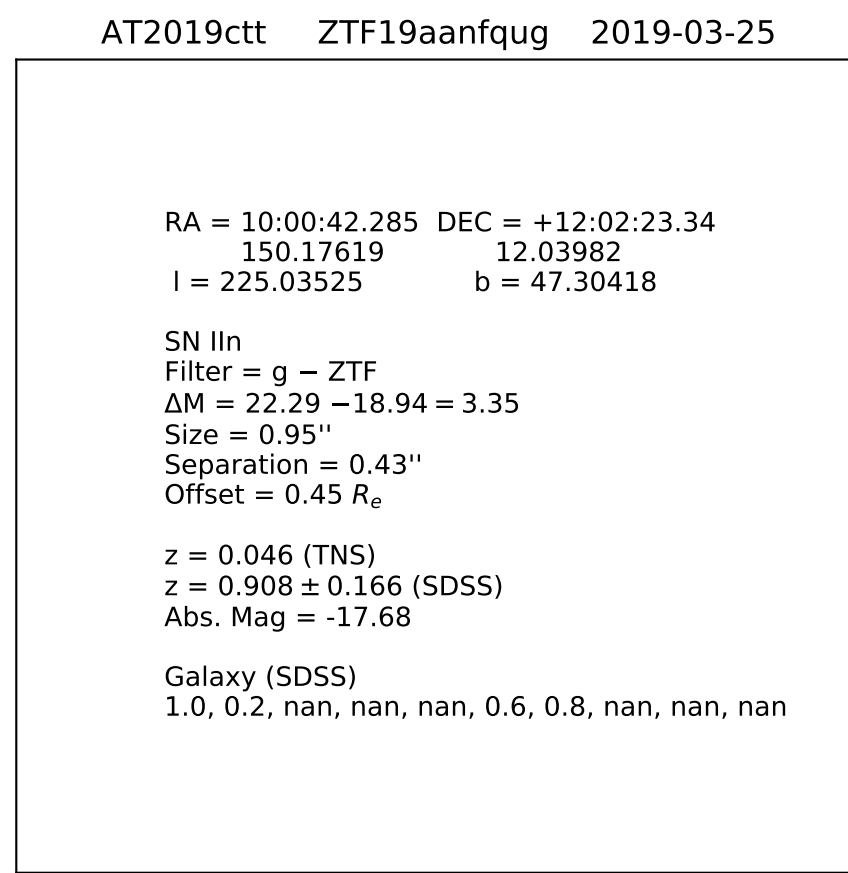 AT2019ctt ZTF19aanfqug 2019-03-25
RA = 10:00:42.285 DEC = +12:02:23.34
150.17619 12.03982
l = 225.03525 b = 47.30418
SN IIn
Filter = g − ZTF
ΔM = 22.29 −18.94 = 3.35
Size = 0.95''
Separation = 0.43''
Offset = 0.45 Rₑ
z = 0.046 (TNS)
z = 0.908 ± 0.166 (SDSS)
Abs. Mag = -17.68
Galaxy (SDSS)
1.0, 0.2, nan, nan, nan, 0.6, 0.8, nan, nan, nan